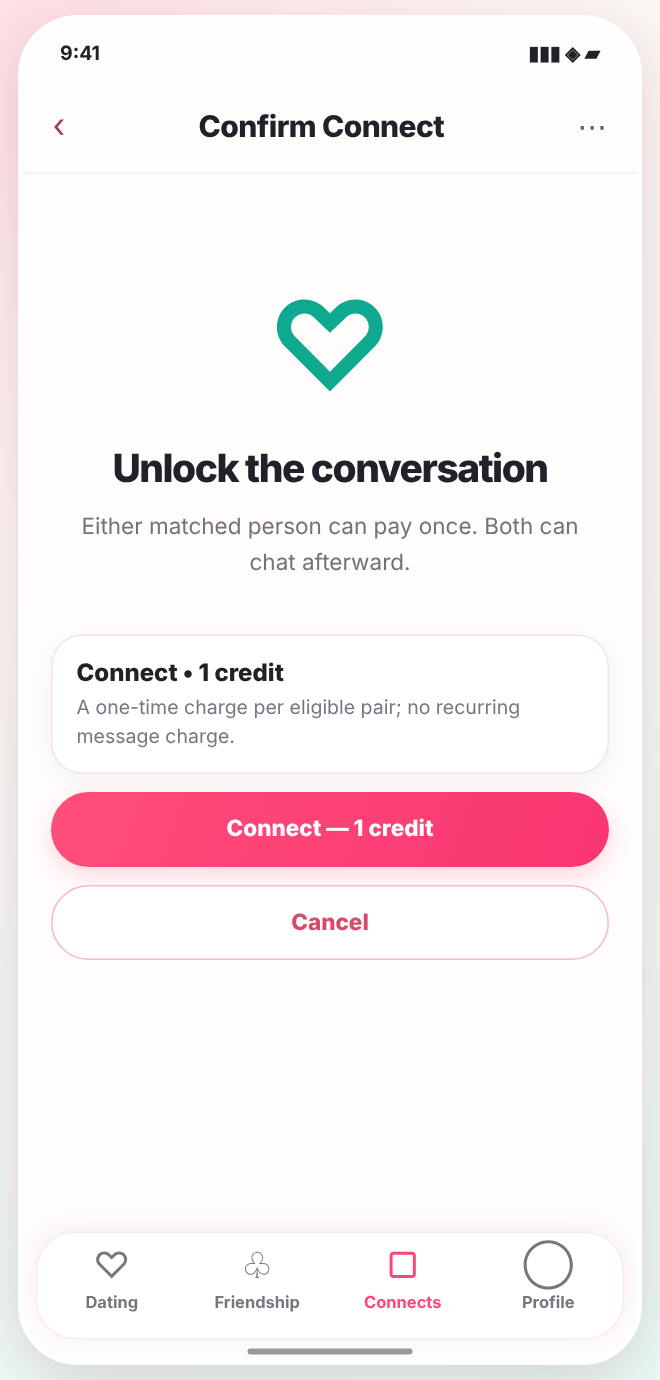 9:41
Confirm Connect
Unlock the conversation
Either matched person can pay once. Both can
chat afterward.
Connect • 1 credit
A one-time charge per eligible pair; no recurring
message charge.
Connect — 1 credit
Cancel
Dating
Friendship
Connects
Profile